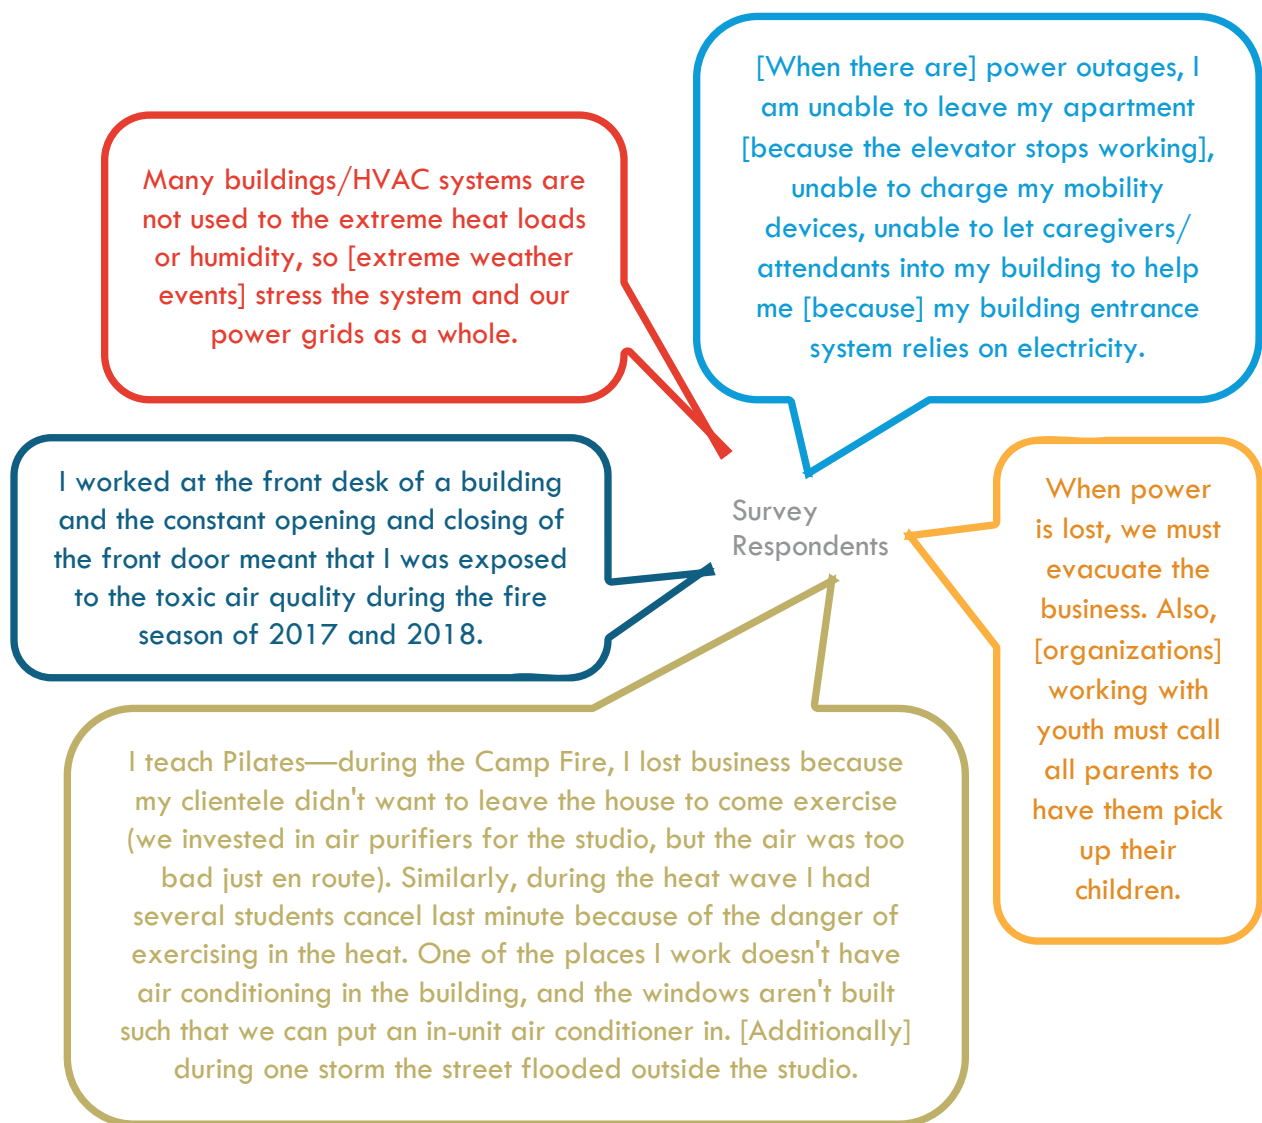 Many buildings/HVAC systems are
not used to the extreme heat loads
or humidity, so [extreme weather
events] stress the system and our
power grids as a whole.
[When there are] power outages, I
am unable to leave my apartment
[because the elevator stops working],
unable to charge my mobility
devices, unable to let caregivers/
attendants into my building to help
me [because] my building entrance
system relies on electricity.
I worked at the front desk of a building
and the constant opening and closing of
the front door meant that I was exposed
to the toxic air quality during the fire
season of 2017 and 2018.
Survey
Respondents
When power
is lost, we must
evacuate the
business. Also,
[organizations]
working with
youth must call
all parents to
have them pick
up their
children.
I teach Pilates—during the Camp Fire, I lost business because
my clientele didn't want to leave the house to come exercise
(we invested in air purifiers for the studio, but the air was too
bad just en route). Similarly, during the heat wave I had
several students cancel last minute because of the danger of
exercising in the heat. One of the places I work doesn't have
air conditioning in the building, and the windows aren't built
such that we can put an in-unit air conditioner in. [Additionally]
during one storm the street flooded outside the studio.